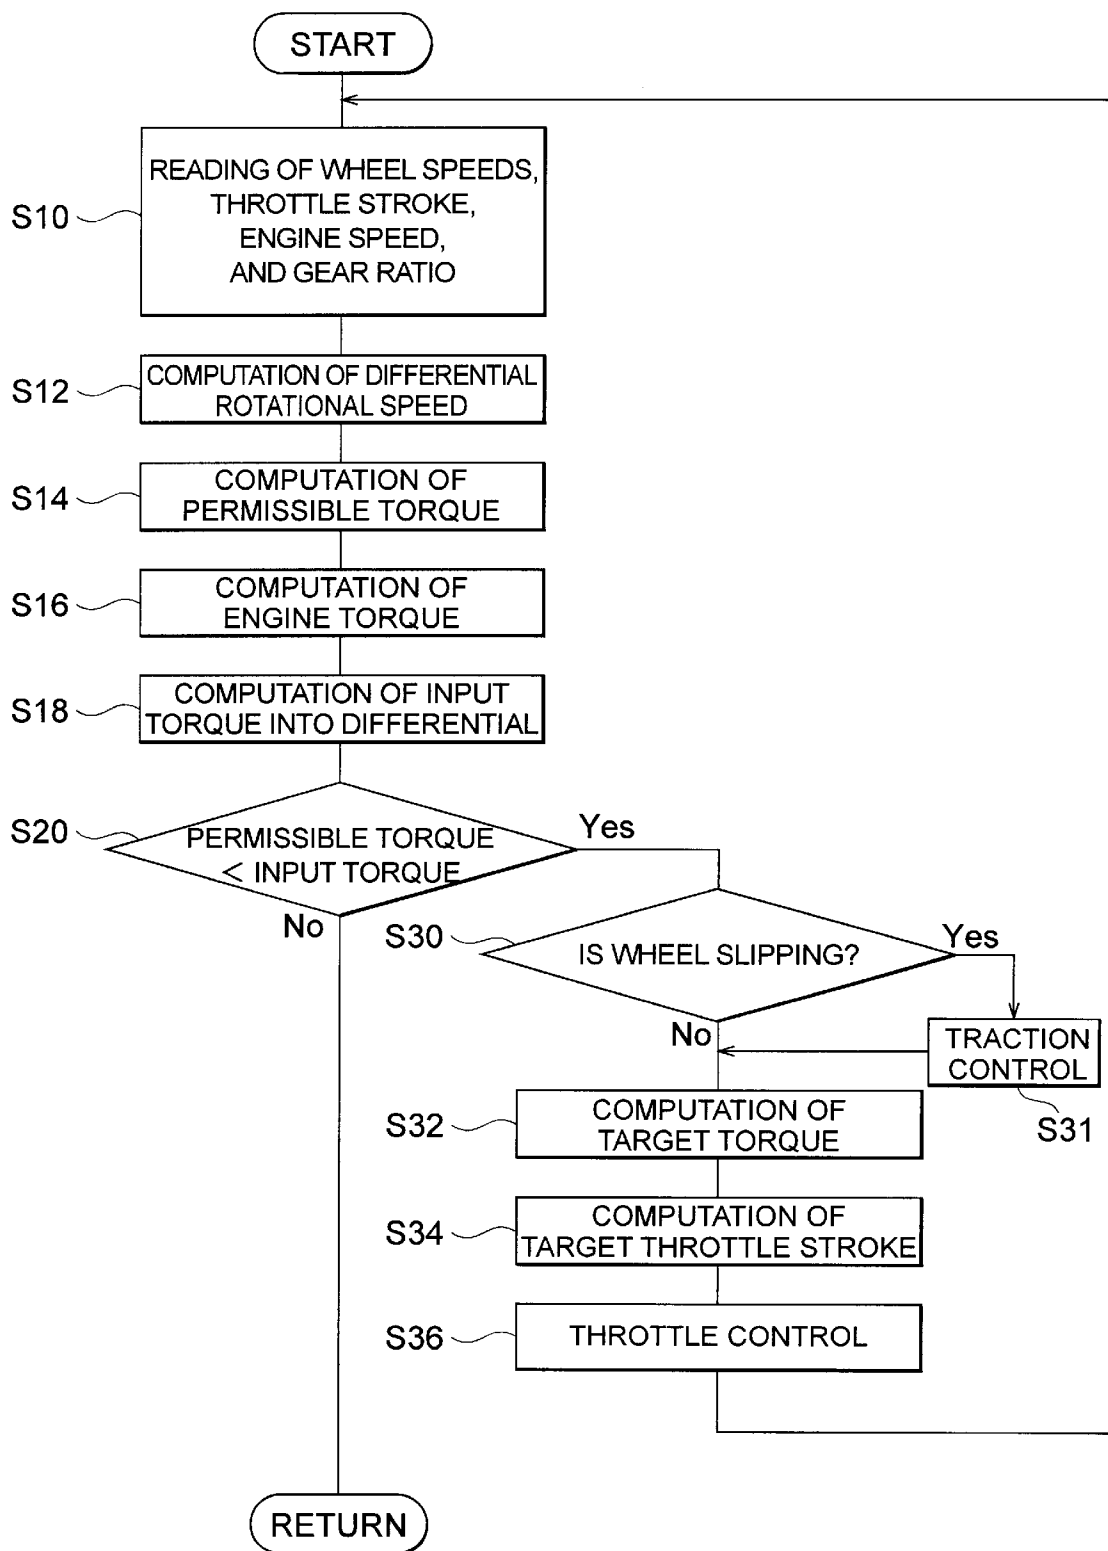 START
READING OF WHEEL SPEEDS,
THROTTLE STROKE,
ENGINE SPEED,
AND GEAR RATIO
S10
COMPUTATION OF DIFFERENTIAL
ROTATIONAL SPEED
S12
COMPUTATION OF
PERMISSIBLE TORQUE
S14
COMPUTATION OF
ENGINE TORQUE
S16
COMPUTATION OF INPUT
TORQUE INTO DIFFERENTIAL
S18
S20
PERMISSIBLE TORQUE
< INPUT TORQUE
Yes
No
S30
IS WHEEL SLIPPING?
Yes
No
TRACTION
CONTROL
S31
S32
COMPUTATION OF
TARGET TORQUE
S34
COMPUTATION OF
TARGET THROTTLE STROKE
S36
THROTTLE CONTROL
RETURN